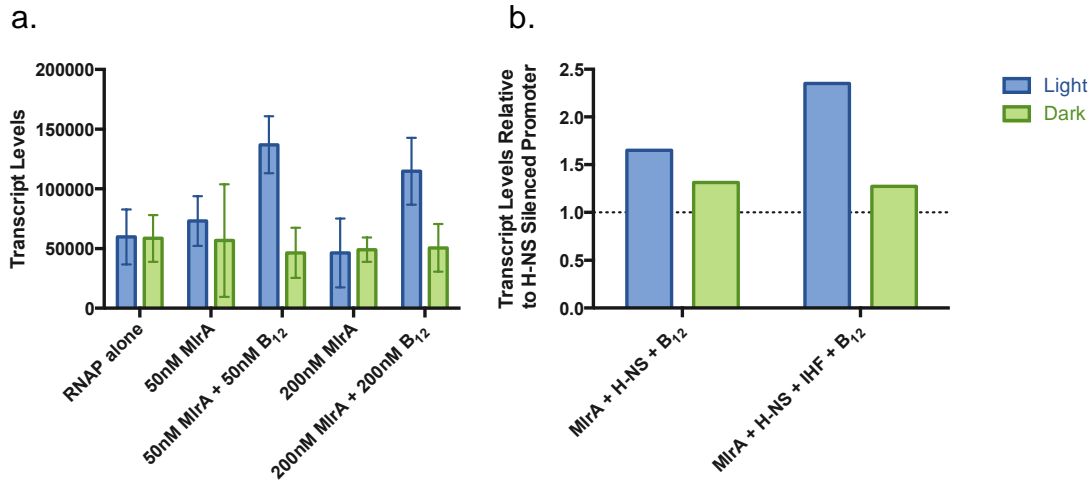 a.
Transcript Levels
200000
150000
100000
50000
0
RNAP alone
50nM MlrA
50nM MlrA + 50nM B12
200nM MlrA
200nM MlrA + 200nM B12
b.
Transcript Levels Relative
to H-NS Silenced Promoter
2.5
2.0
1.5
1.0
0.5
0.0
MlrA + H-NS + B12
MlrA + H-NS + IHF + B12
Light
Dark